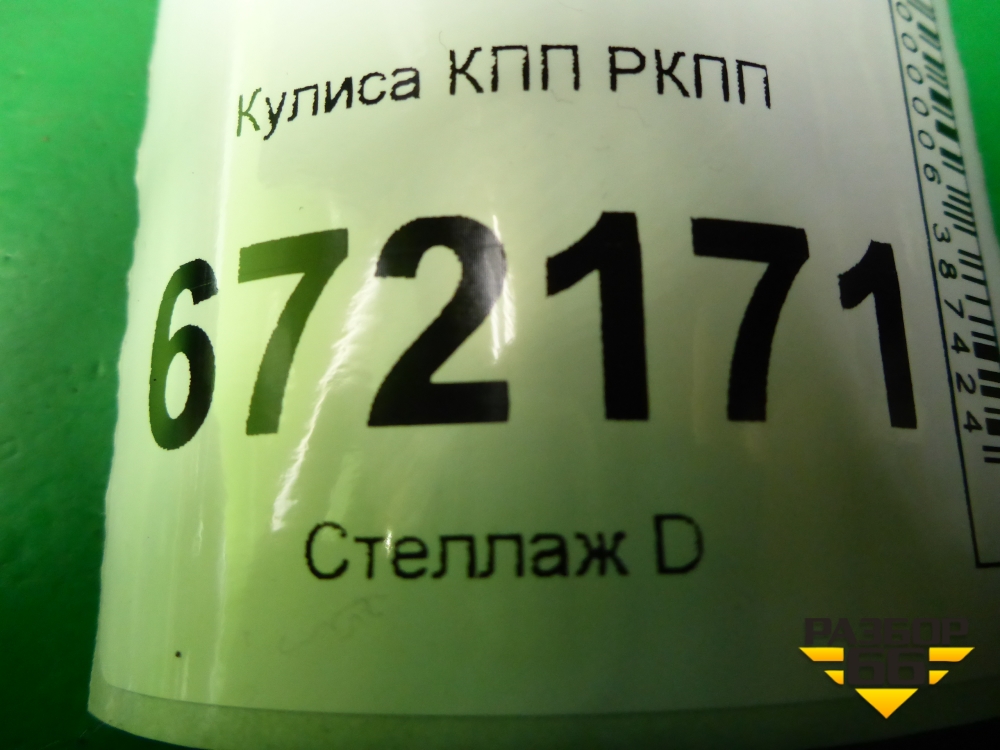 Кулиса КПП РКПП
672171
Стеллаж D
000006387424
РАЗБОР
66